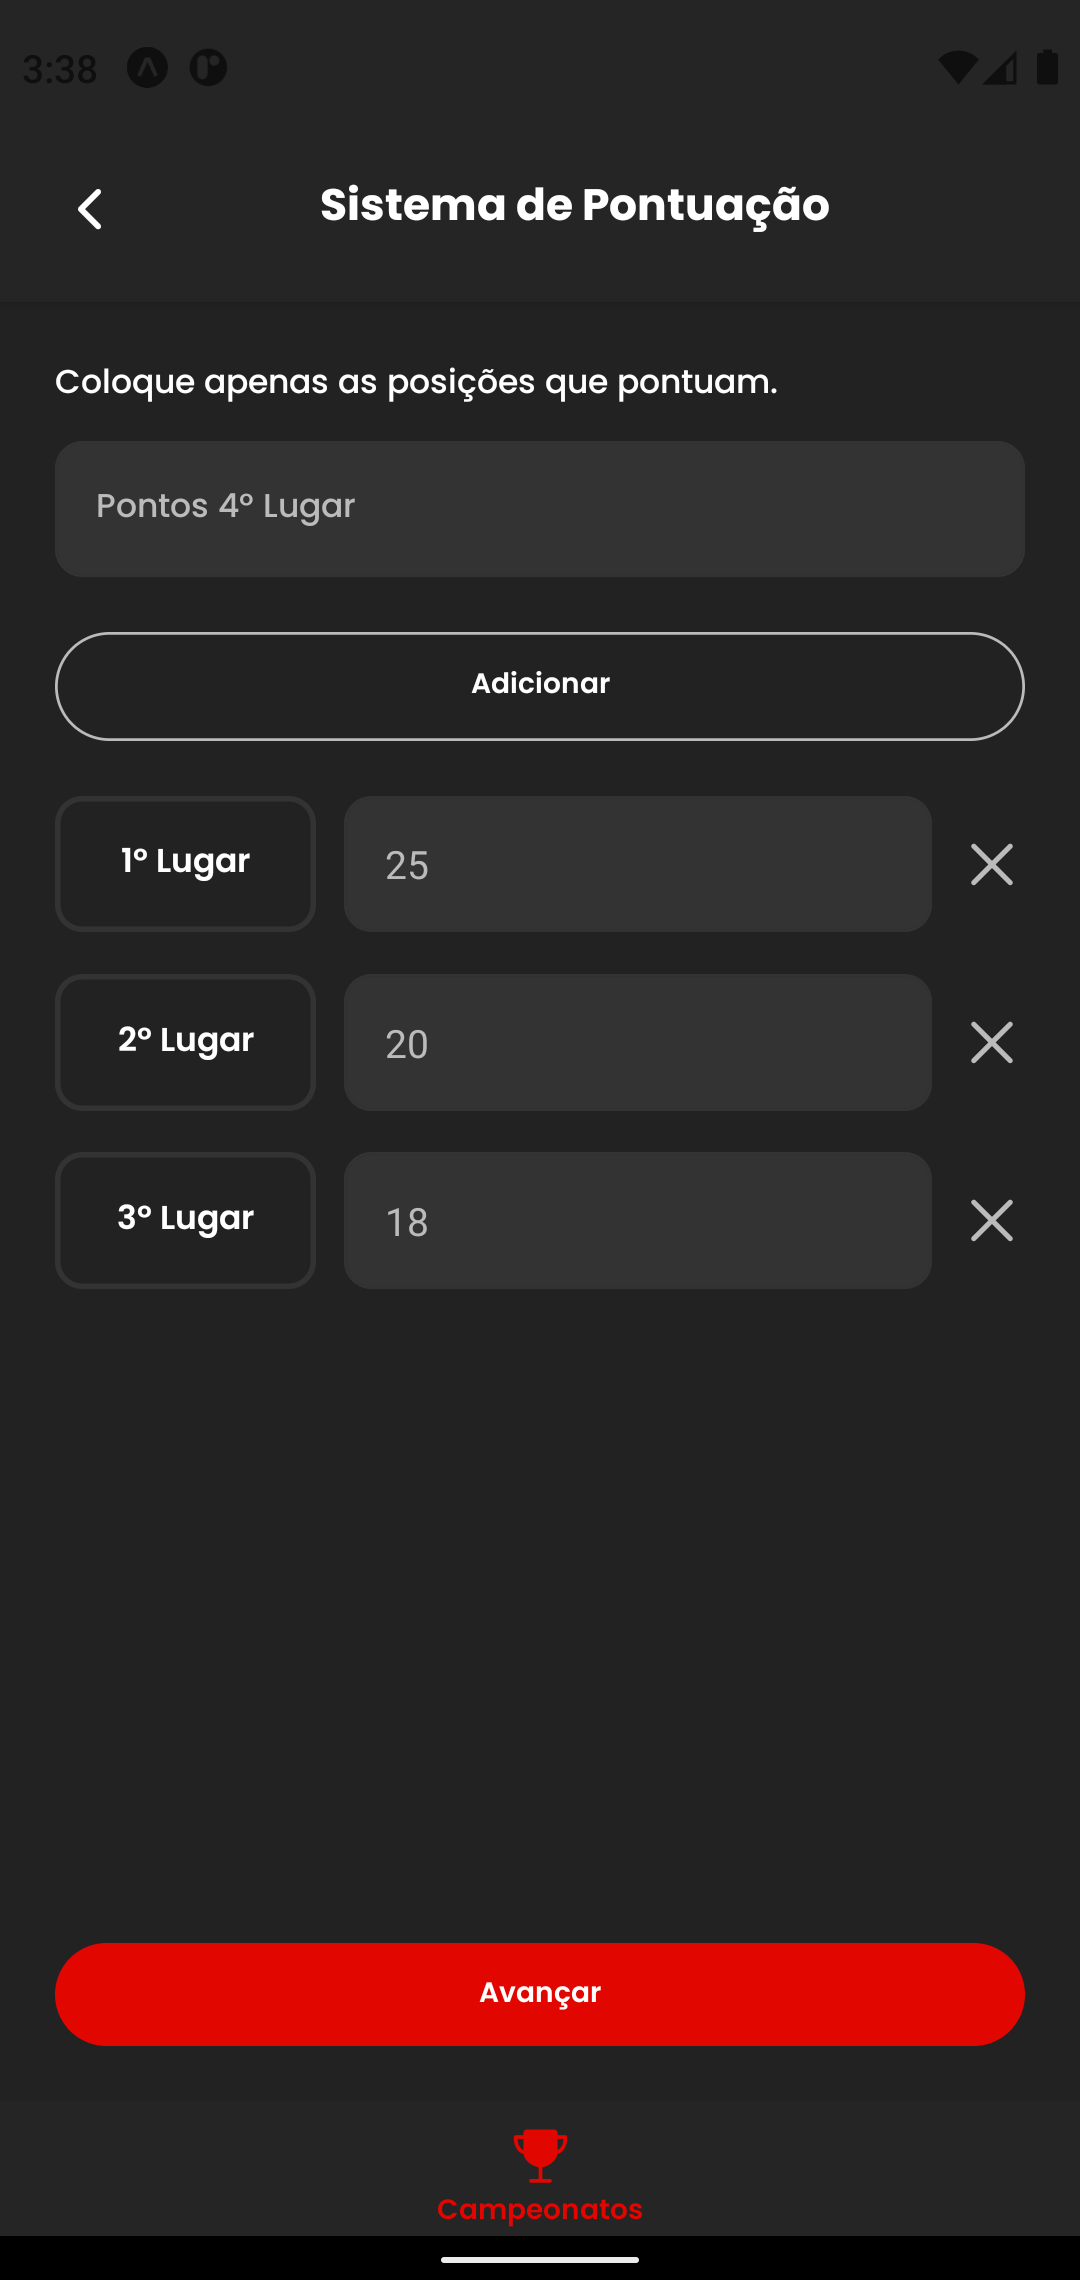 3:38
Sistema de Pontuação
Coloque apenas as posições que pontuam.
Pontos 4º Lugar
Adicionar
1º Lugar
25
2º Lugar
20
3º Lugar
18
Avançar
Campeonatos